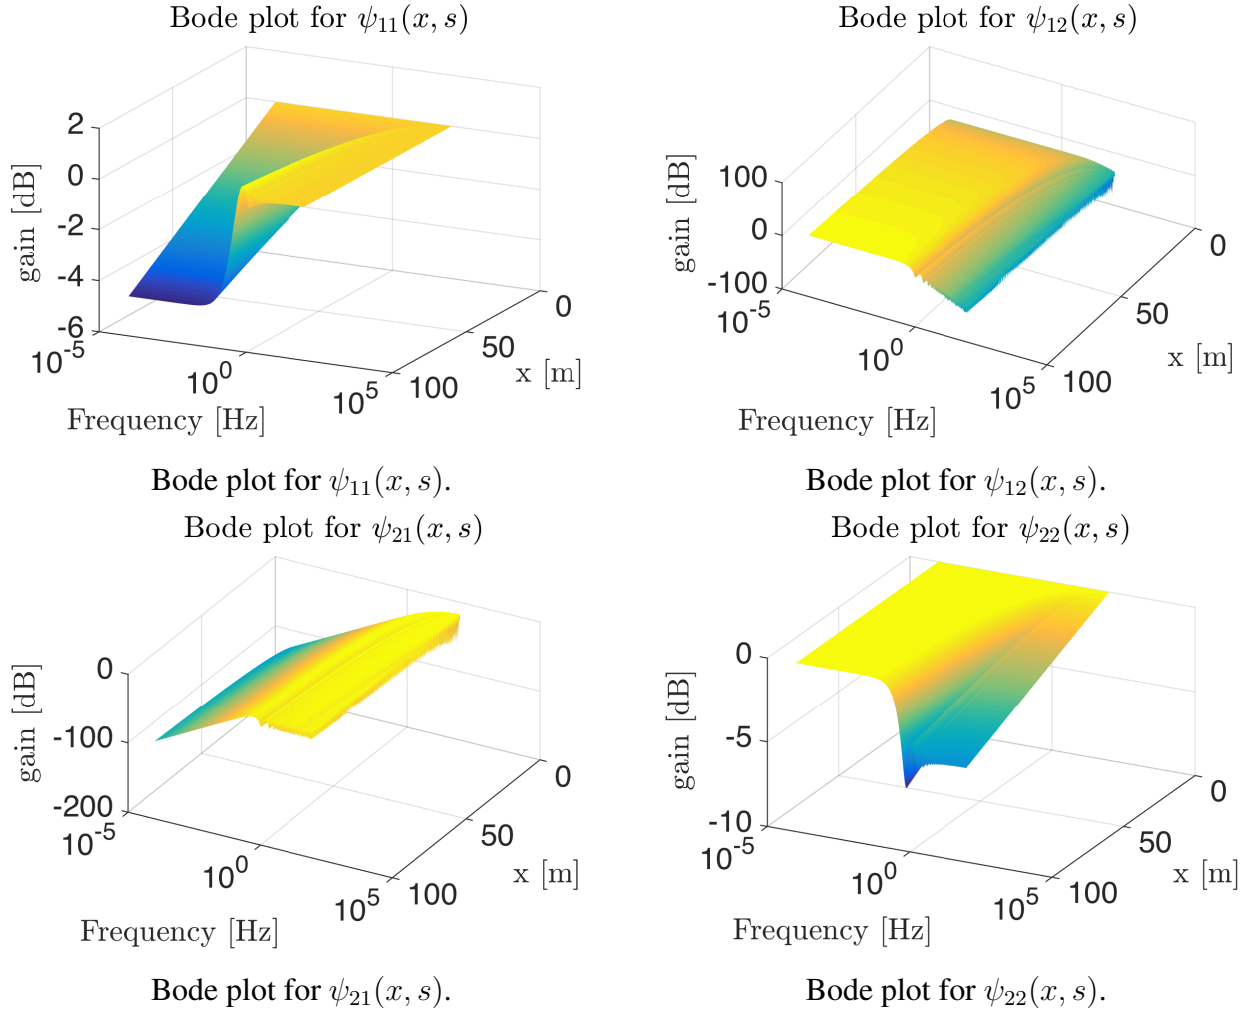 Bode plot for ψ₁₁(x, s)
2
0
-2
-4
-6
gain [dB]
10⁻⁵
10⁰
10⁵
Frequency [Hz]
0
50
100
x [m]
Bode plot for ψ₁₁(x, s).
Bode plot for ψ₁₂(x, s)
100
0
-100
gain [dB]
10⁻⁵
10⁰
10⁵
Frequency [Hz]
0
50
100
x [m]
Bode plot for ψ₁₂(x, s).
Bode plot for ψ₂₁(x, s)
0
-100
-200
gain [dB]
10⁻⁵
10⁰
10⁵
Frequency [Hz]
0
50
100
x [m]
Bode plot for ψ₂₁(x, s).
Bode plot for ψ₂₂(x, s)
0
-5
-10
gain [dB]
10⁻⁵
10⁰
10⁵
Frequency [Hz]
0
50
100
x [m]
Bode plot for ψ₂₂(x, s).